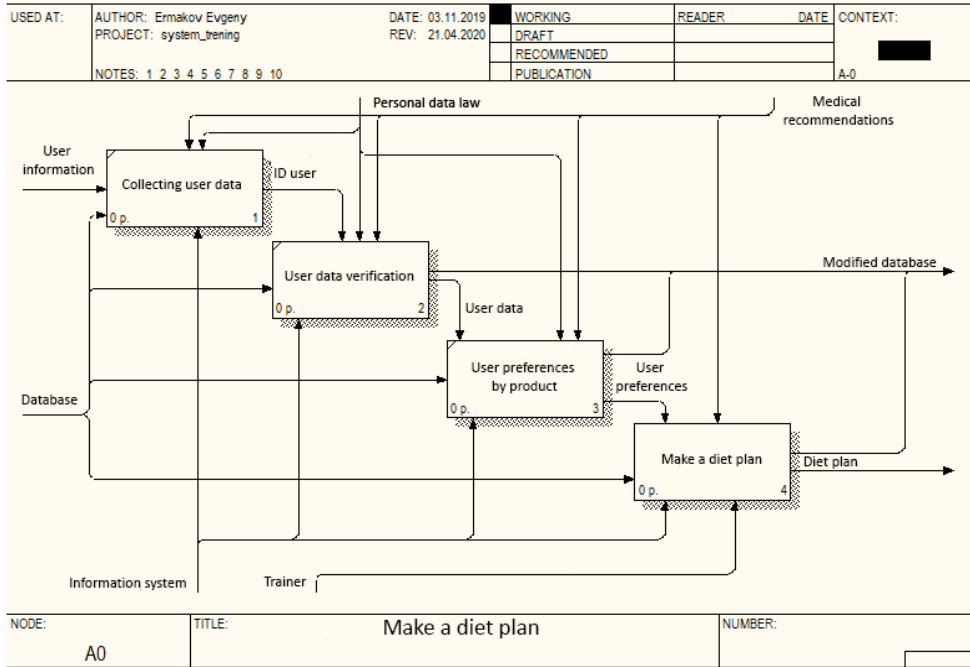 USED AT:
AUTHOR: Ermakov Evgeny
DATE: 03.11.2019
WORKING
READER
DATE
CONTEXT:
PROJECT: system_trening
REV: 21.04.2020
DRAFT
RECOMMENDED
NOTES: 1 2 3 4 5 6 7 8 9 10
PUBLICATION
A-0
Personal data law
Medical
recommendations
User
information
Collecting user data
0 p.
1
ID user
User data verification
0 p.
2
Modified database
User data
User preferences
by product
0 p.
3
User
preferences
Database
Make a diet plan
0 p.
4
Diet plan
Information system
Trainer
NODE:
A0
TITLE:
Make a diet plan
NUMBER: